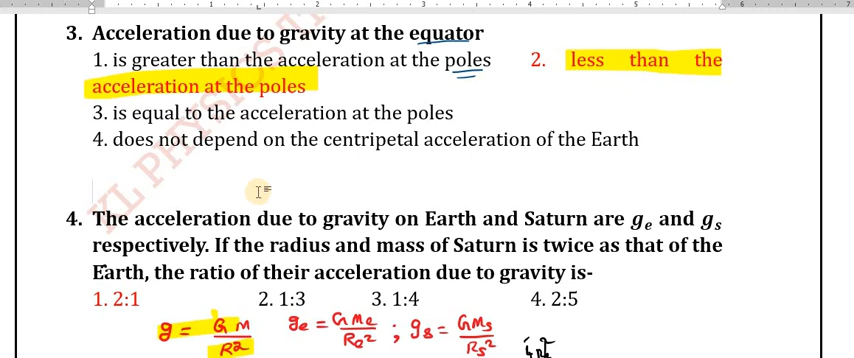 3. Acceleration due to gravity at the equator
1. is greater than the acceleration at the poles 2. less than the
acceleration at the poles
3. is equal to the acceleration at the poles
4. does not depend on the centripetal acceleration of the Earth
4. The acceleration due to gravity on Earth and Saturn are gₑ and gₛ
respectively. If the radius and mass of Saturn is twice as that of the
Earth, the ratio of their acceleration due to gravity is-
1. 2:1 2. 1:3 3. 1:4 4. 2:5
g = GM/R² gₑ = GMₑ/Rₑ² ; gₛ = GMₛ/Rₛ²